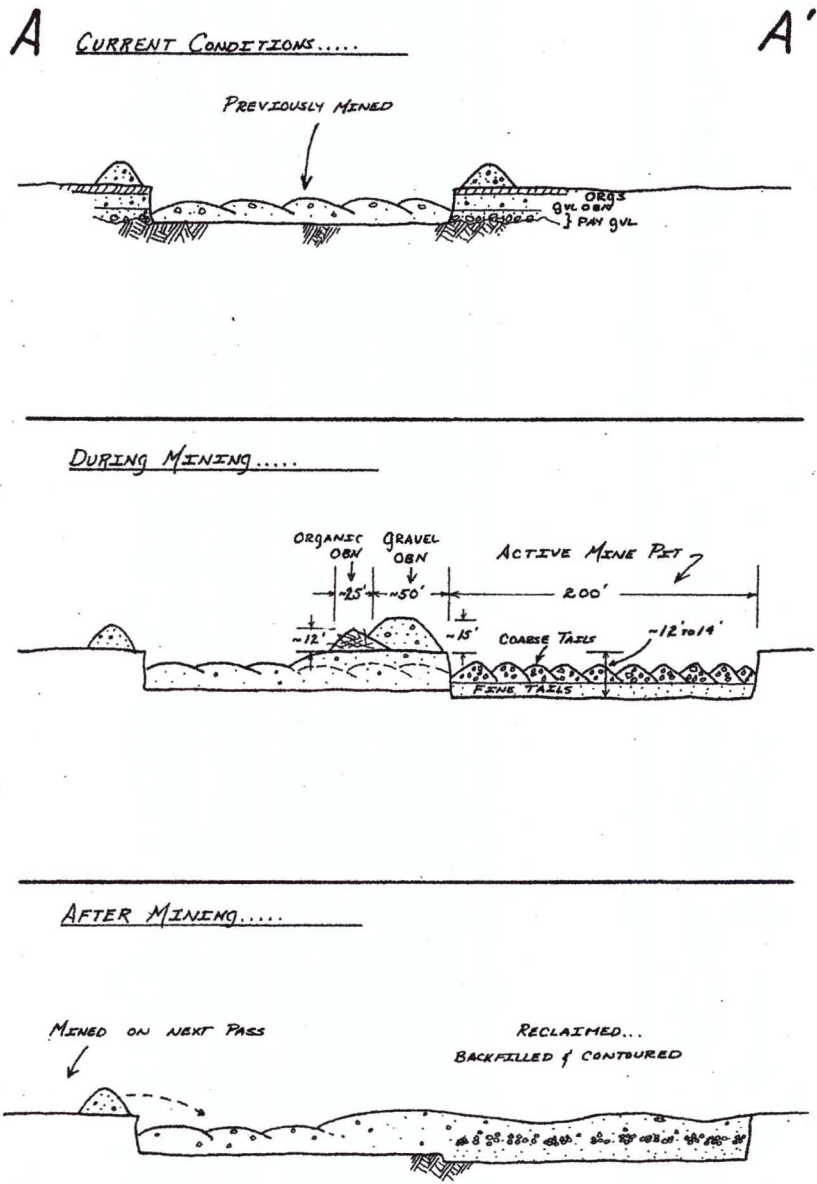 A
A'
CURRENT CONDITIONS.....
PREVIOUSLY MINED
ORGS
GVL OBN
} PAY GVL
DURING MINING.....
ORGANIC
OBN
GRAVEL
OBN
ACTIVE MINE PIT
~25'
~50'
200'
~12'
~15'
COARSE TAILS
~12' TO 14'
FINE TAILS
AFTER MINING.....
MINED ON NEXT PASS
RECLAIMED...
BACKFILLED & CONTOURED